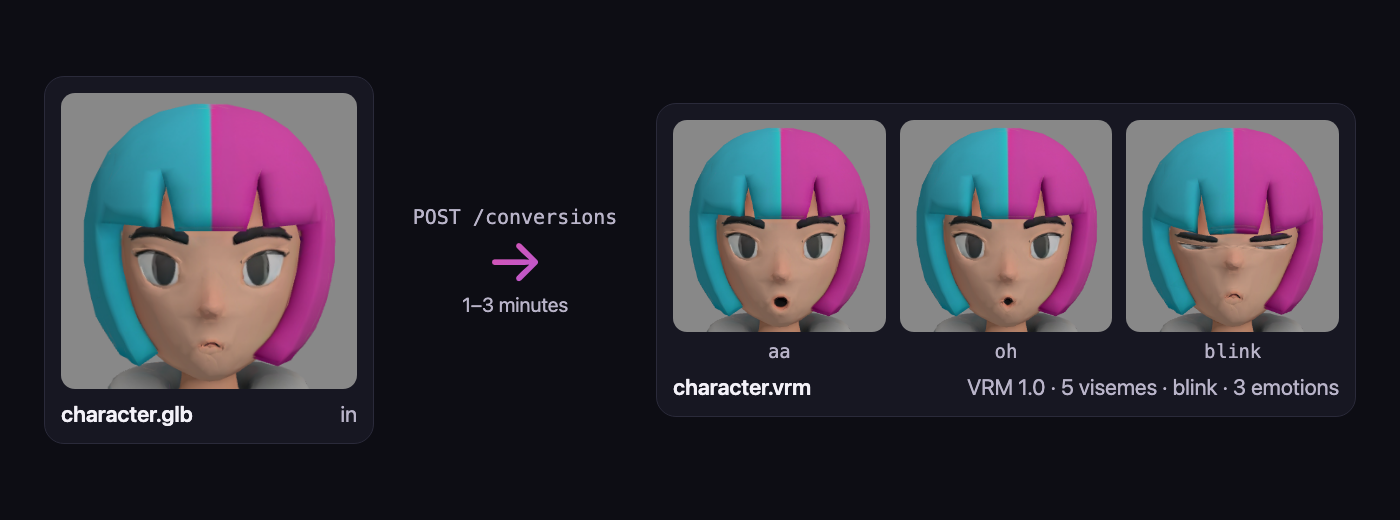 character.glb
in
POST /conversions
1–3 minutes
aa
oh
blink
character.vrm
VRM 1.0 · 5 visemes · blink · 3 emotions